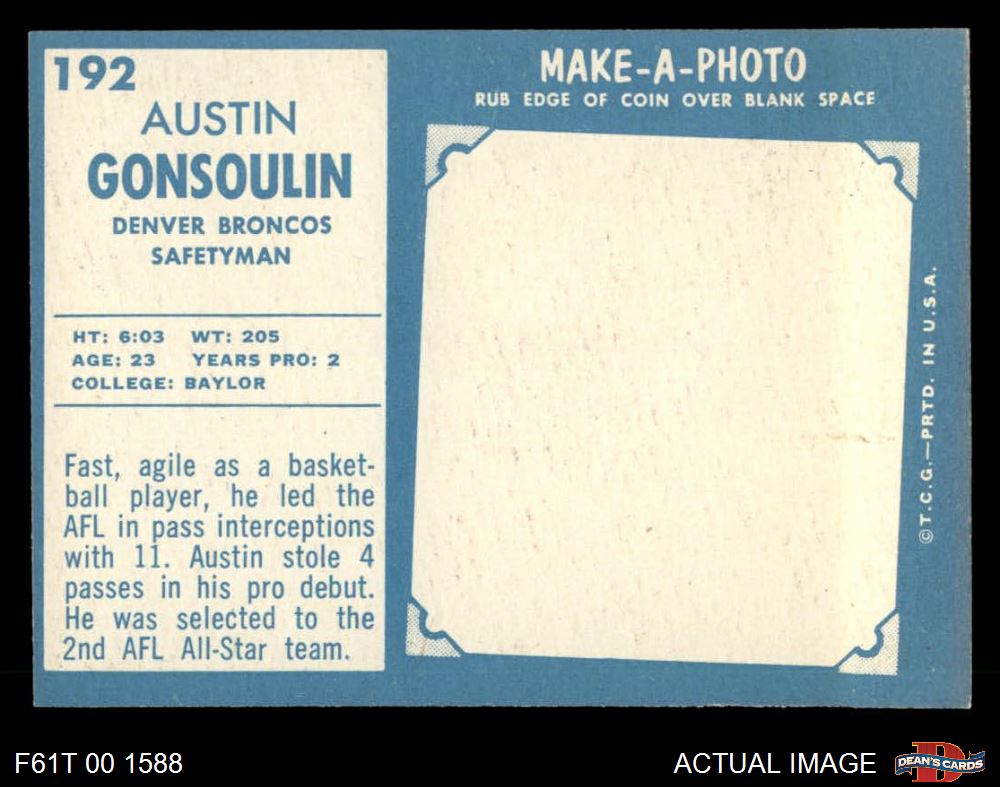 192
AUSTIN
GONSOULIN
DENVER BRONCOS
SAFETYMAN
HT: 6:03 WT: 205
AGE: 23 YEARS PRO: 2
COLLEGE: BAYLOR
Fast, agile as a basket-
ball player, he led the
AFL in pass interceptions
with 11. Austin stole 4
passes in his pro debut.
He was selected to the
2nd AFL All-Star team.
MAKE-A-PHOTO
RUB EDGE OF COIN OVER BLANK SPACE
©T.C.G.—PRTD. IN U.S.A.
F61T 00 1588
ACTUAL IMAGE
DEAN'S CARDS